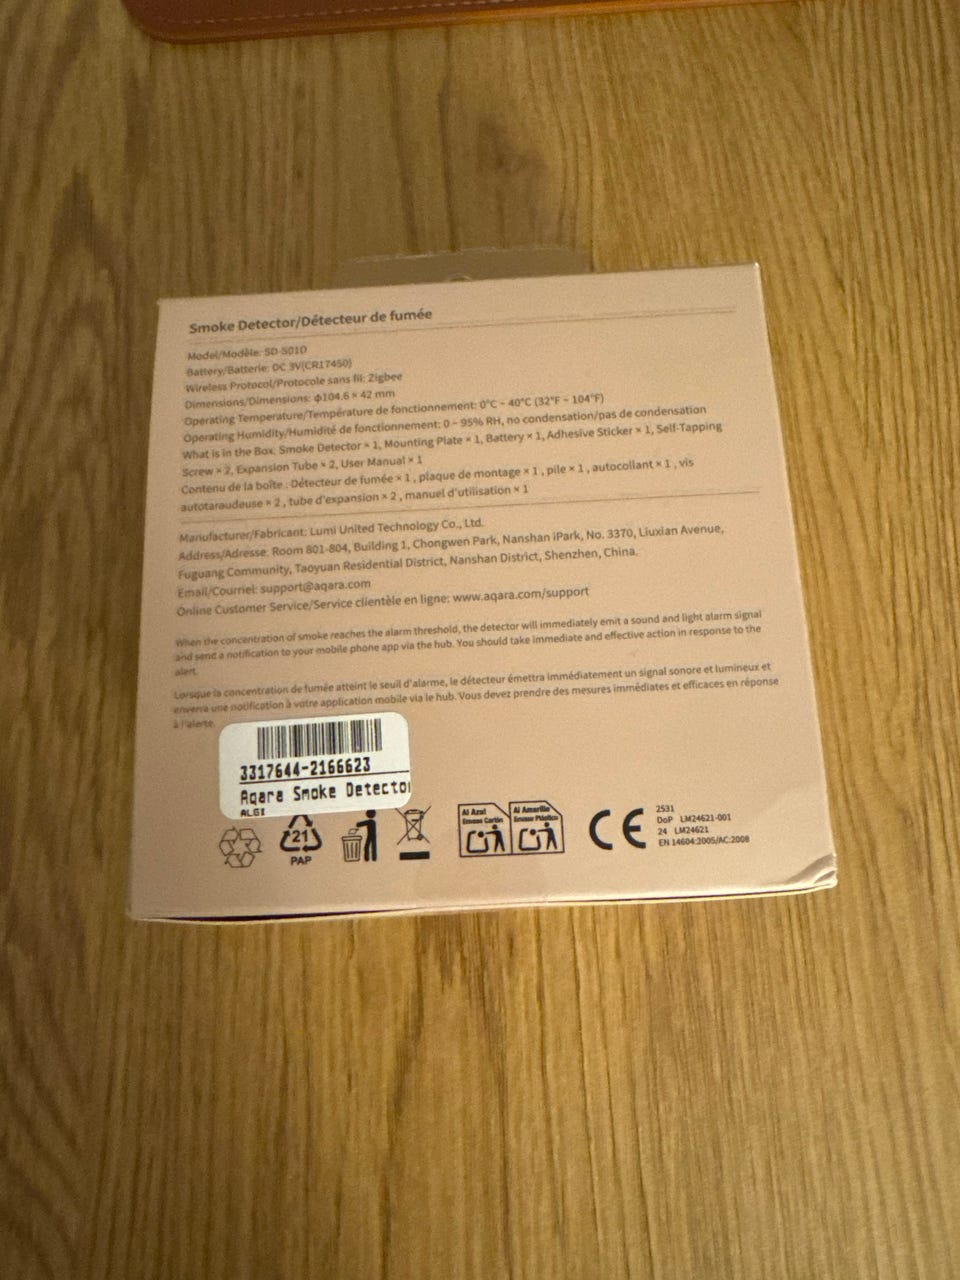 Smoke Detector/Détecteur de fumée
Model/Modèle: SD-S01D
Battery/Batterie: DC 3V(CR17450)
Wireless Protocol/Protocole sans fil: Zigbee
Dimensions/Dimensions: ф104.6 × 42 mm
Operating Temperature/Température de fonctionnement: 0°C ~ 40°C (32°F ~ 104°F)
Operating Humidity/Humidité de fonctionnement: 0 ~ 95% RH, no condensation/pas de condensation
What is in the Box: Smoke Detector × 1, Mounting Plate × 1, Battery × 1, Adhesive Sticker × 1, Self-Tapping
Screw × 2, Expansion Tube × 2, User Manual × 1
Contenu de la boîte : Détecteur de fumée × 1 , plaque de montage × 1 , pile × 1 , autocollant × 1 , vis
autotaraudeuse × 2 , tube d'expansion × 2 , manuel d'utilisation × 1
Manufacturer/Fabricant: Lumi United Technology Co., Ltd.
Address/Adresse: Room 801-804, Building 1, Chongwen Park, Nanshan iPark, No. 3370, Liuxian Avenue,
Fuguang Community, Taoyuan Residential District, Nanshan District, Shenzhen, China.
Email/Courriel: support@aqara.com
Online Customer Service/Service clientèle en ligne: www.aqara.com/support
When the concentration of smoke reaches the alarm threshold, the detector will immediately emit a sound and light alarm signal
and send a notification to your mobile phone app via the hub. You should take immediate and effective action in response to the
alert.
Lorsque la concentration de fumée atteint le seuil d'alarme, le détecteur émettra immédiatement un signal sonore et lumineux et
enverra une notification à votre application mobile via le hub. Vous devez prendre des mesures immédiates et efficaces en réponse
à l'alerte.
3317644-2166623
Aqara Smoke Detector
ALGI
21
PAP
Al Azul
Envase Cartón
Al Amarillo
Envase Plástico
CE
2531
DoP LM24621-001
24 LM24621
EN 14604:2005/AC:2008